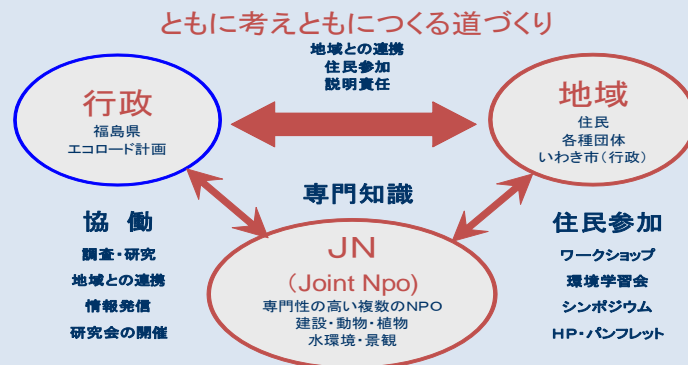 ともに考えともにつくる道づくり
地域との連携
住民参加
説明責任
行政
福島県
エコロード計画
地域
住民
各種団体
いわき市(行政)
専門知識
協 働
調査・研究
地域との連携
情報発信
研究会の開催
JN
(Joint Npo)
専門性の高い複数のNPO
建設・動物・植物
水環境・景観
住民参加
ワークショップ
環境学習会
シンポジウム
HP・パンフレット